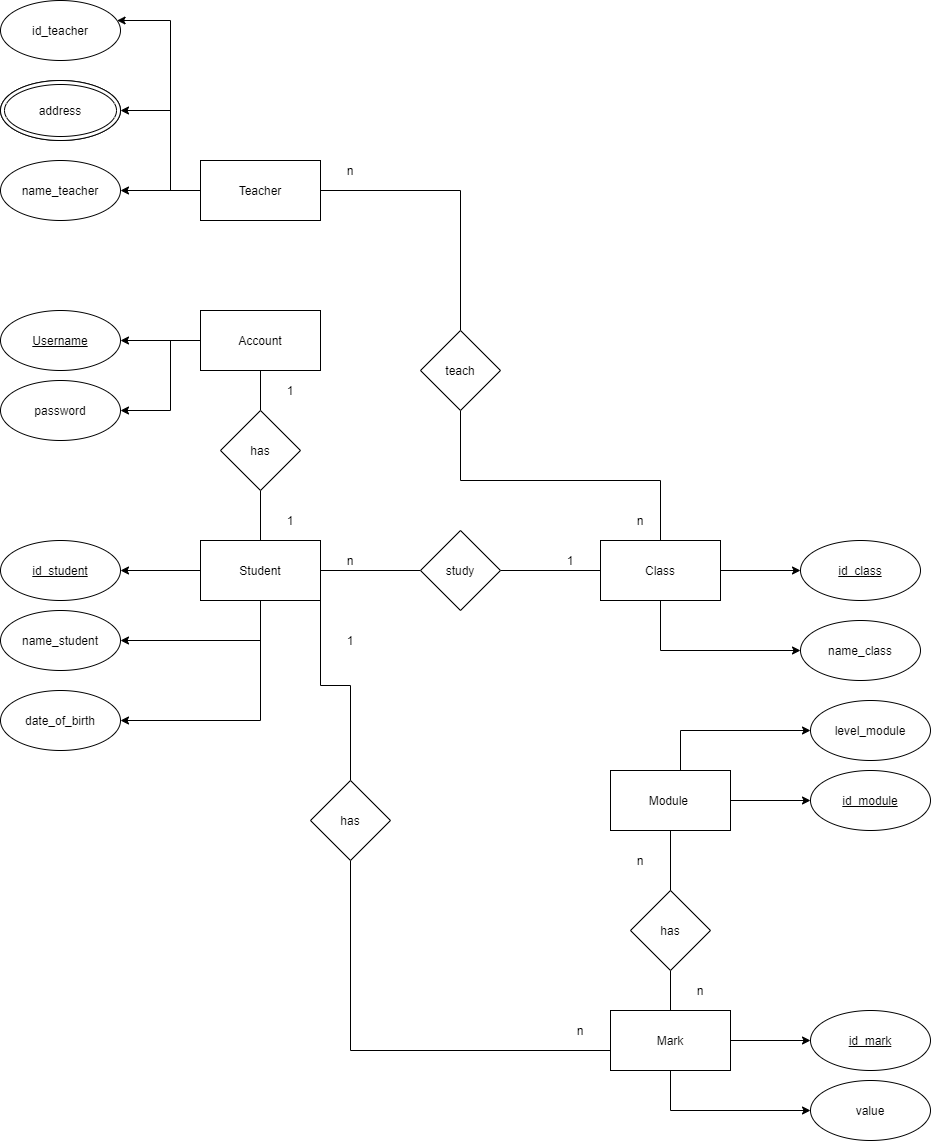 id_teacher
address
name_teacher
Teacher
n
Username
Account
password
1
teach
has
1
n
id_student
Student
n
study
1
Class
id_class
name_student
1
name_class
date_of_birth
level_module
Module
id_module
has
n
has
n
n
Mark
id_mark
value